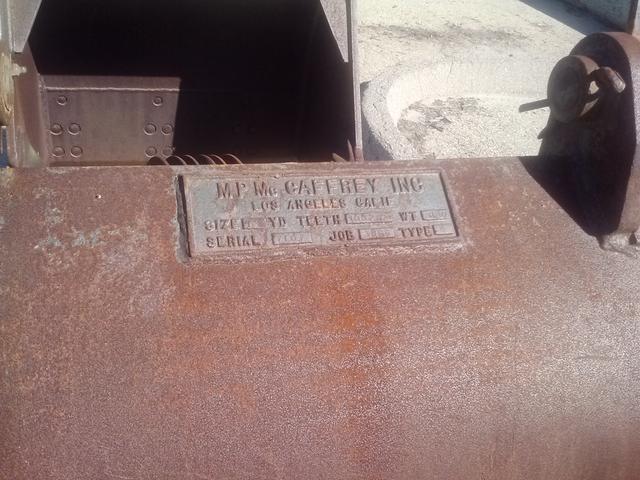 M.P. Mc CAFFREY INC
LOS ANGELES CALIF
SIZE YD TEETH WT
SERIAL JOB TYPE